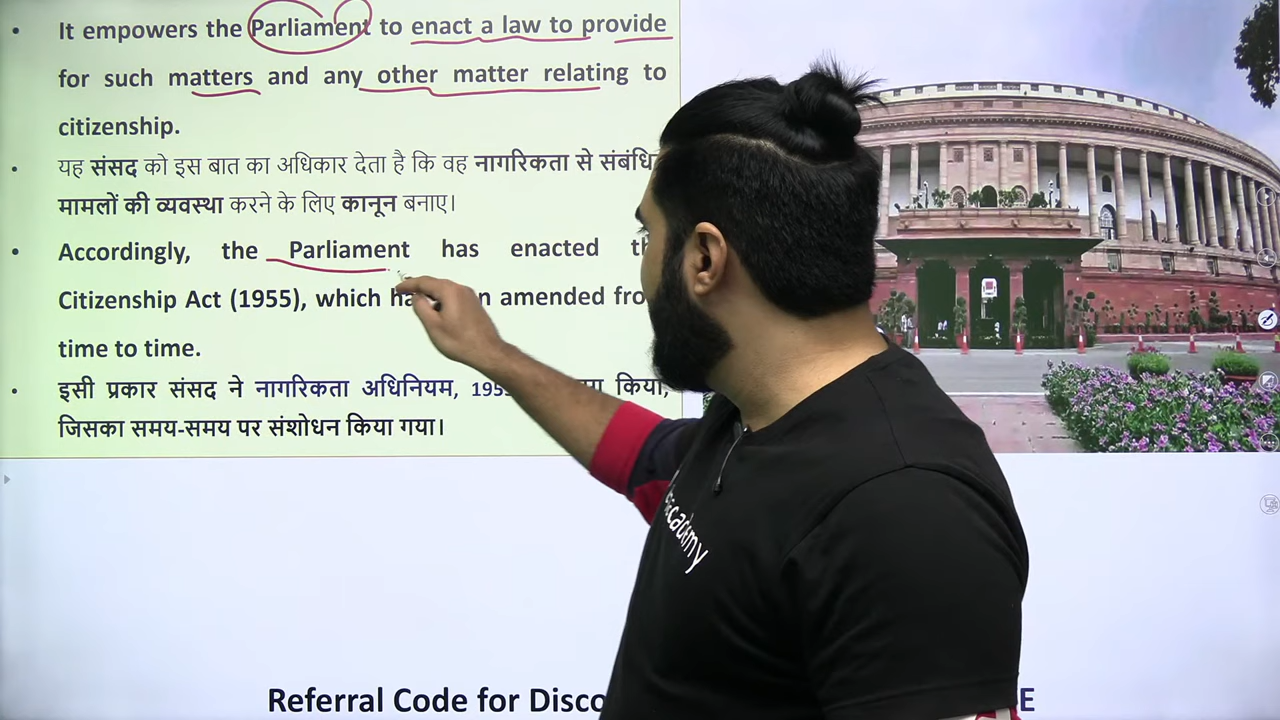 It empowers the Parliament to enact a law to provide
for such matters and any other matter relating to
citizenship.
यह संसद को इस बात का अधिकार देता है कि वह नागरिकता से
मामलों की व्यवस्था करने के लिए कानून बनाए।
Accordingly, the Parliament has enacted
Citizenship Act (1955), which amended
time to time.
इसी प्रकार संसद ने नागरिकता अधिनियम, किया,
जिसका समय-समय पर संशोधन किया गया।
Referral Code for